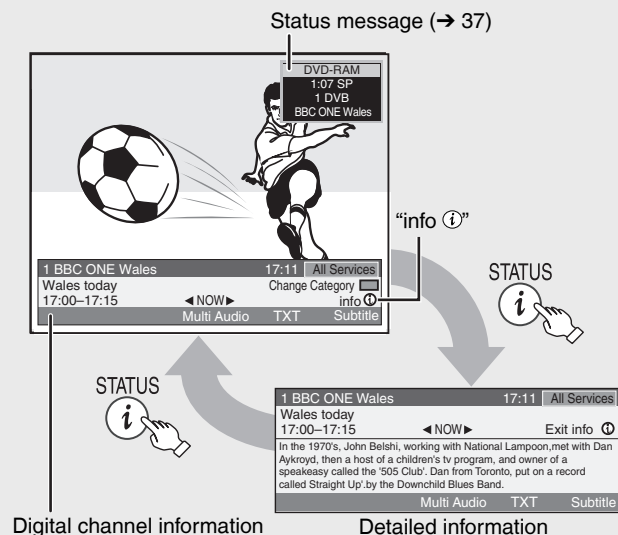 Status message (➔ 37)
DVD-RAM
1:07 SP
1 DVB
BBC ONE Wales
“info ⓘ”
1 BBC ONE Wales 17:11 All Services
Wales today Change Category
17:00–17:15 ◀ NOW ▶ info ⓘ
Multi Audio TXT Subtitle
STATUS
i
STATUS
i
1 BBC ONE Wales 17:11 All Services
Wales today
17:00–17:15 ◀ NOW ▶ Exit info ⓘ
In the 1970's, John Belshi, working with National Lampoon,met with Dan
Aykroyd, then a host of a children's tv program, and owner of a
speakeasy called the '505 Club'. Dan from Toronto, put on a record
called Straight Up'.by the Downchild Blues Band.
Multi Audio TXT Subtitle
Digital channel information
Detailed information